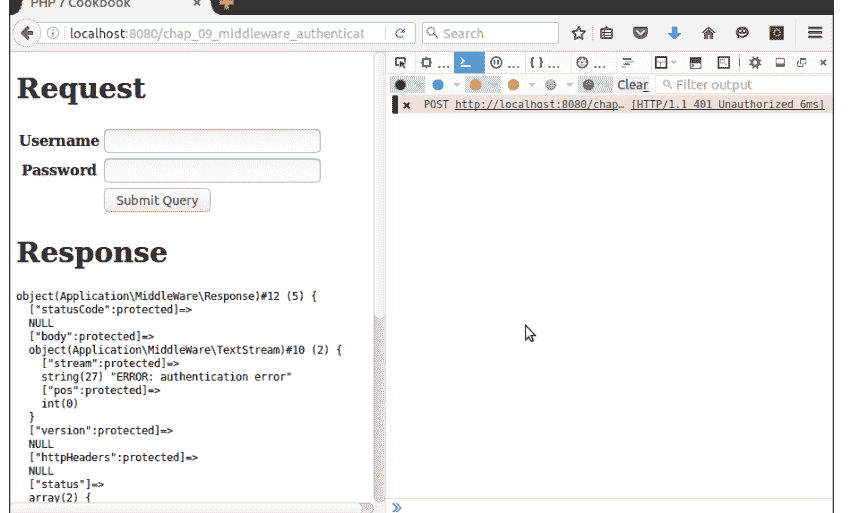 PHP 7 Cookbook ×
localhost:8080/chap_09_middleware_authenticat
Search
Request
Username
Password
Submit Query
Response
object(Application\MiddleWare\Response)#12 (5) {
["statusCode":protected]=>
NULL
["body":protected]=>
object(Application\MiddleWare\TextStream)#10 (2) {
["stream":protected]=>
string(27) "ERROR: authentication error"
["pos":protected]=>
int(0)
}
["version":protected]=>
NULL
["httpHeaders":protected]=>
NULL
["status"]=>
array(2) {
Clear Filter output
POST http://localhost:8080/chap… [HTTP/1.1 401 Unauthorized 6ms]